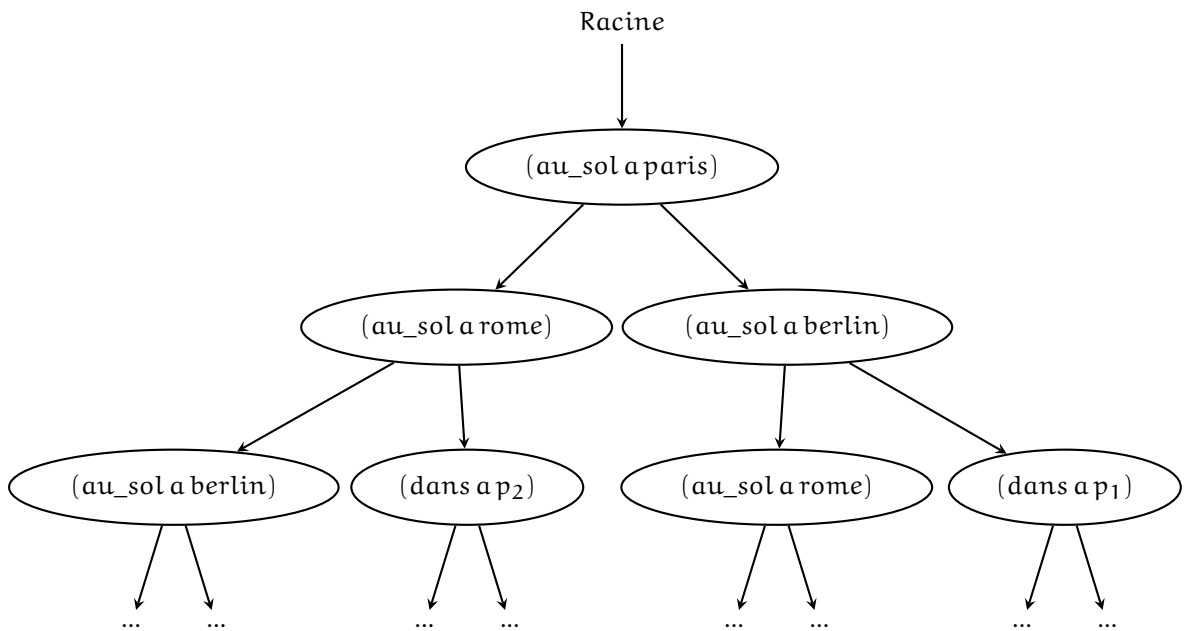 Racine
(au_sol a paris)
(au_sol a rome) (au_sol a berlin)
(au_sol a berlin) (dans a p₂) (au_sol a rome) (dans a p₁)
... ... ... ... ... ... ... ...